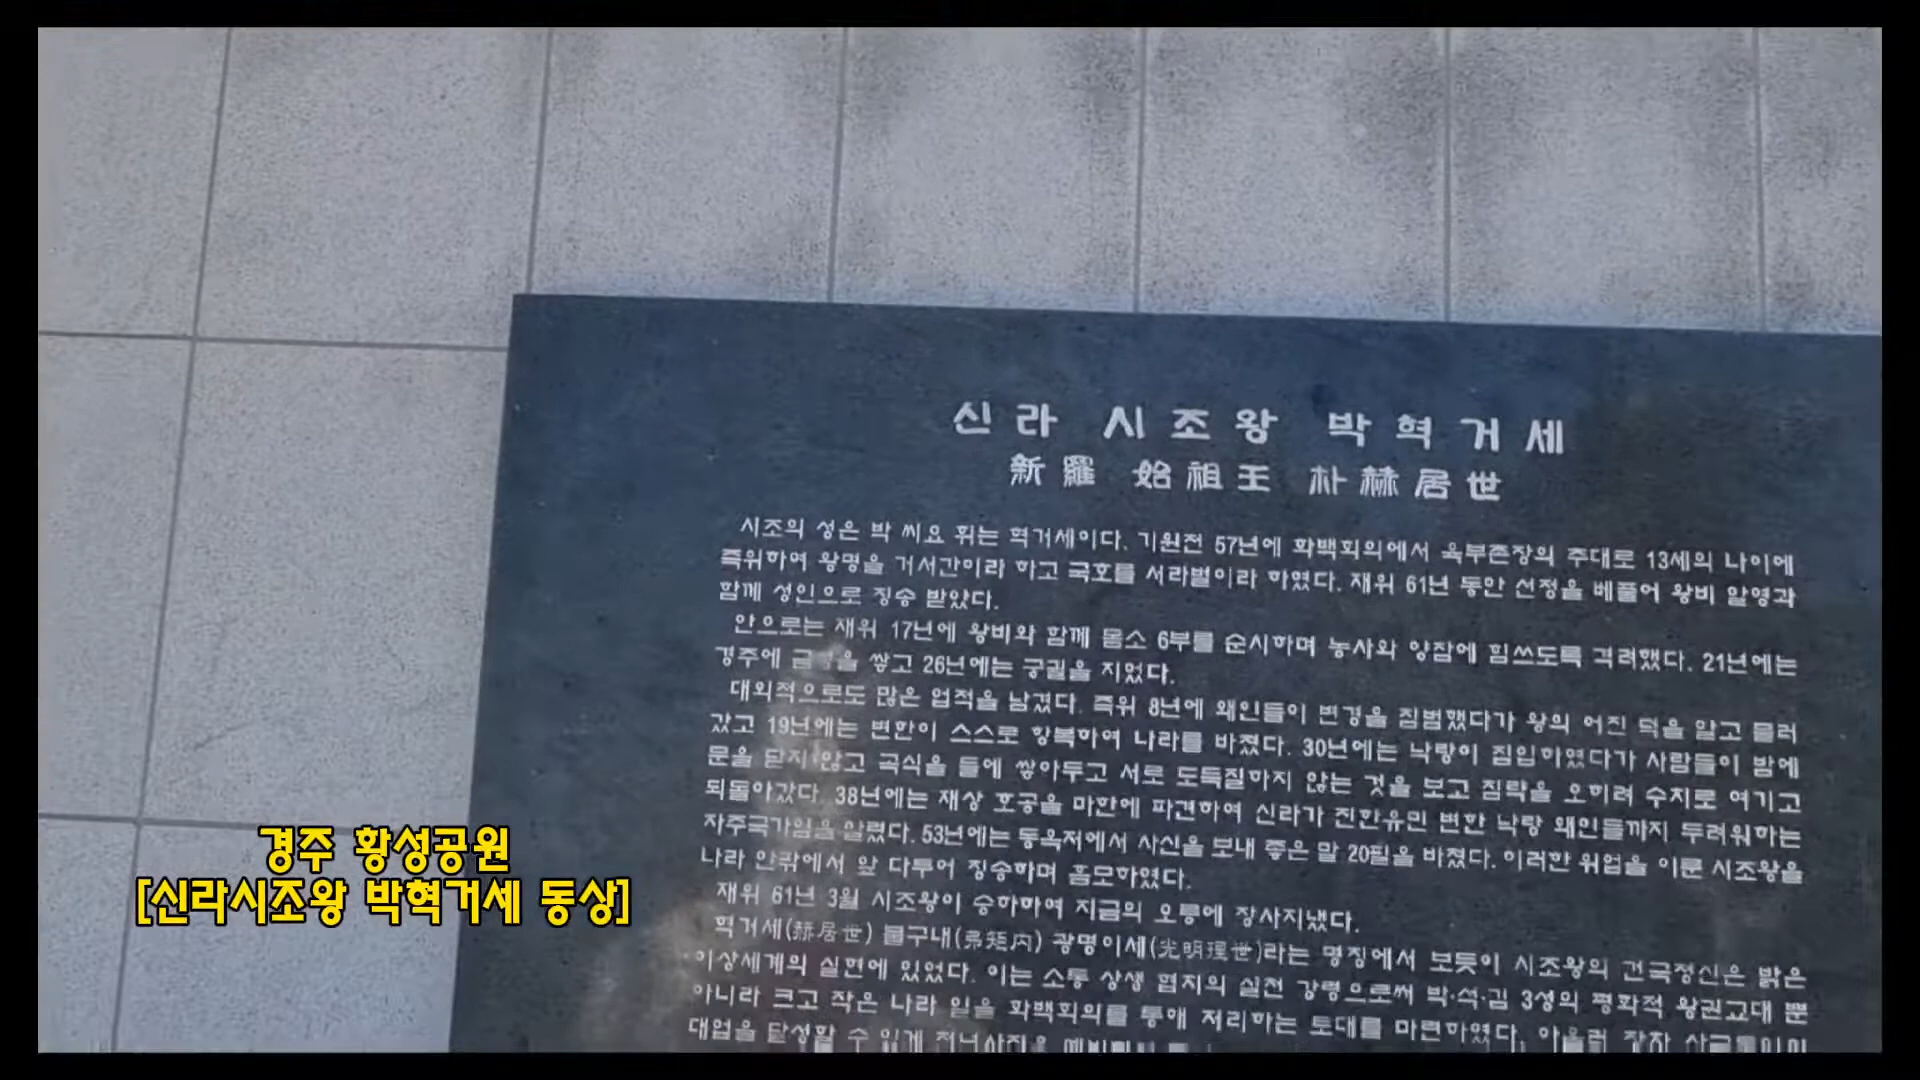 신라 시조왕 박혁거세
新羅 始祖王 朴赫居世
시조의 성은 박 씨요 휘는 혁거세이다. 기원전 57년에 화백회의에서 육부촌장의 추대로 13세의 나이에
즉위하여 왕명을 거서간이라 하고 국호를 서라벌이라 하였다. 재위 61년 동안 선정을 베풀어 왕비 알영과
함께 성인으로 칭송 받았다.
안으로는 재위 17년에 왕비와 함께 몸소 6부를 순시하며 농사와 양잠에 힘쓰도록 격려했다. 21년에는
경주에 금성을 쌓고 26년에는 궁궐을 지었다.
대외적으로도 많은 업적을 남겼다. 즉위 8년에 왜인들이 변경을 침범했다가 왕의 어진 덕을 알고 물러
갔고 19년에는 변한이 스스로 항복하여 나라를 바쳤다. 30년에는 낙랑이 침입하였다가 사람들이 밤에
문을 닫지 않고 곡식을 들에 쌓아두고 서로 도둑질하지 않는 것을 보고 침략을 오히려 수치로 여기고
되돌아갔다. 38년에는 재상 호공을 마한에 파견하여 신라가 진한유민 변한 낙랑 왜인들까지 두려워하는
자주국가임을 알렸다. 53년에는 동옥저에서 사신을 보내 좋은 말 20필을 바쳤다. 이러한 위업을 이룬 시조왕을
나라 안팎에서 앞 다투어 칭송하며 흠모하였다.
재위 61년 3월 시조왕이 승하하여 지금의 오릉에 장사지냈다.
혁거세(赫居世) 불구내(弗矩内) 광명이세(光明理世)라는 명칭에서 보듯이 시조왕의 건국정신은 밝은
이상세계의 실현에 있었다. 이는 소통 상생 협치의 실천 강령으로써 박·석·김 3성의 평화적 왕권교대 뿐
아니라 크고 작은 나라 일을 화백회의를 통해 처리하는 토대를 마련하였다. 아울러 장차
대업을 달성할 수 있게
경주 황성공원
[신라시조왕 박혁거세 동상]